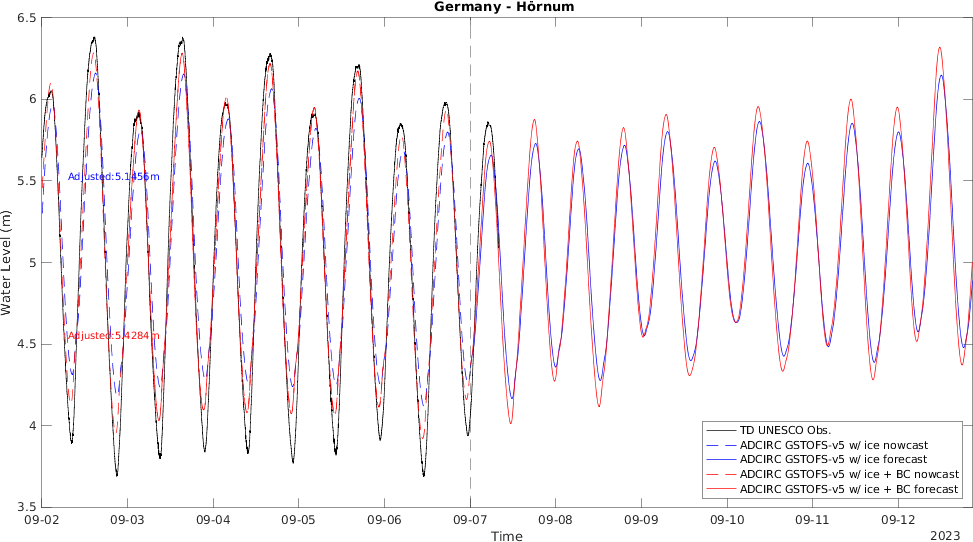 Germany - Hörnum
6.5
6
5.5
5
4.5
4
3.5
Water Level (m)
Adjusted:5.1456m
Adjusted:5.4284m
TD UNESCO Obs.
ADCIRC GSTOFS-v5 w/ ice nowcast
ADCIRC GSTOFS-v5 w/ ice forecast
ADCIRC GSTOFS-v5 w/ ice + BC nowcast
ADCIRC GSTOFS-v5 w/ ice + BC forecast
09-02 09-03 09-04 09-05 09-06 09-07 09-08 09-09 09-10 09-11 09-12
Time
2023